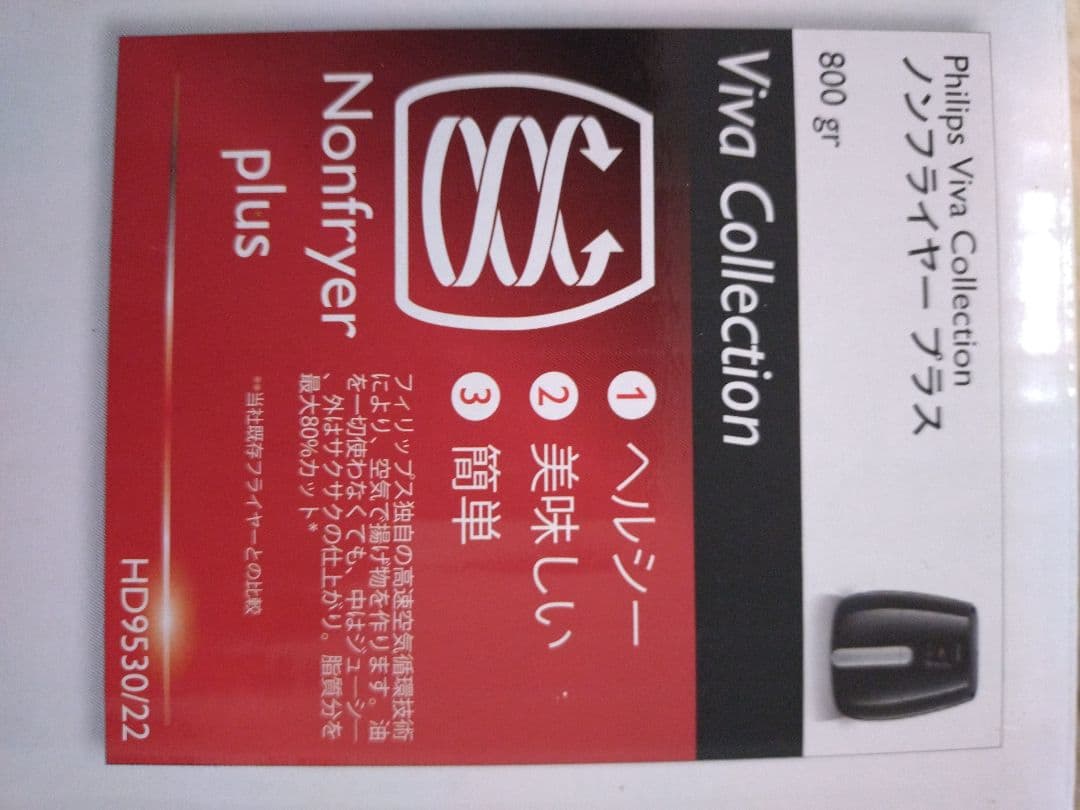 Philips Viva Collection
ノンフライヤー プラス
800 gr
Viva Collection
Nonfryer
plus
1 ヘルシー
2 美味しい
3 簡単
フィリップス独自の高速空気循環技術
により、空気で揚げ物を作ります。油
を一切使わなくても、中はジューシー
、外はサクサクの仕上がり。脂質分を
最大80%カット*
**当社既存フライヤーとの比較
HD9530/22